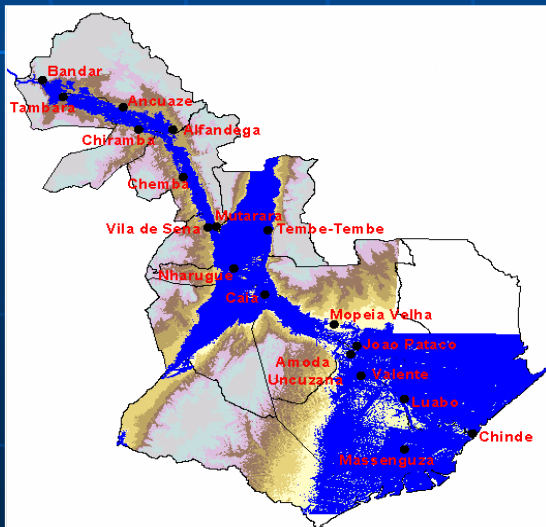 Bandar
Tambara
Ancuaze
Chiramba
Alfandega
Chemba
Vila de Sena
Mutarara
Tembe-Tembe
Nharugue
Caia
Mopeia Velha
Joao Pataco
Amoda
Uncuzana
Valente
Luabo
Chinde
Massenguza